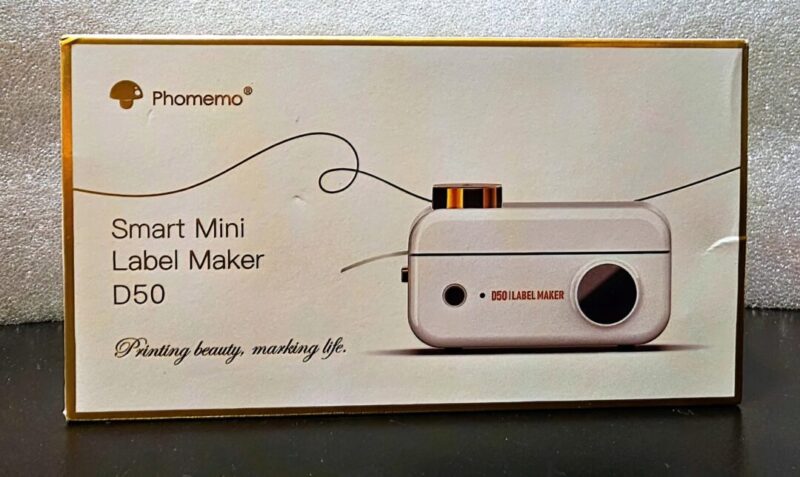 Phomemo®
Smart Mini
Label Maker
D50
Printing beauty, marking life.
D50 | LABEL MAKER